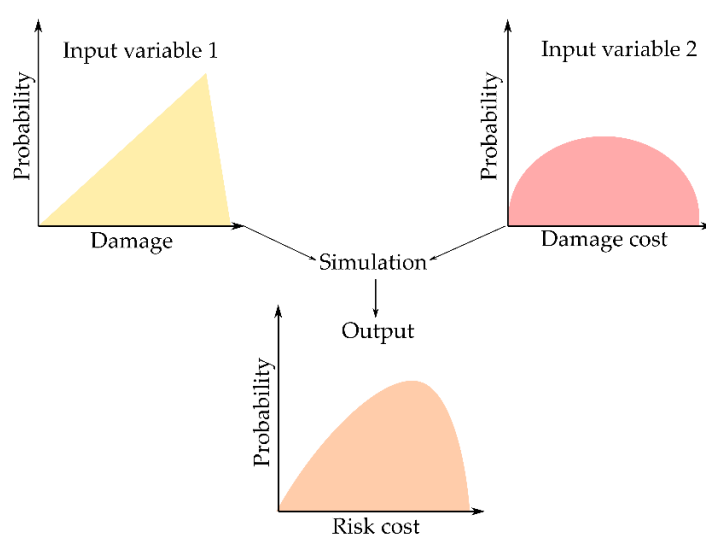 Input variable 1
Probability
Damage
Input variable 2
Probability
Damage cost
Simulation
Output
Probability
Risk cost